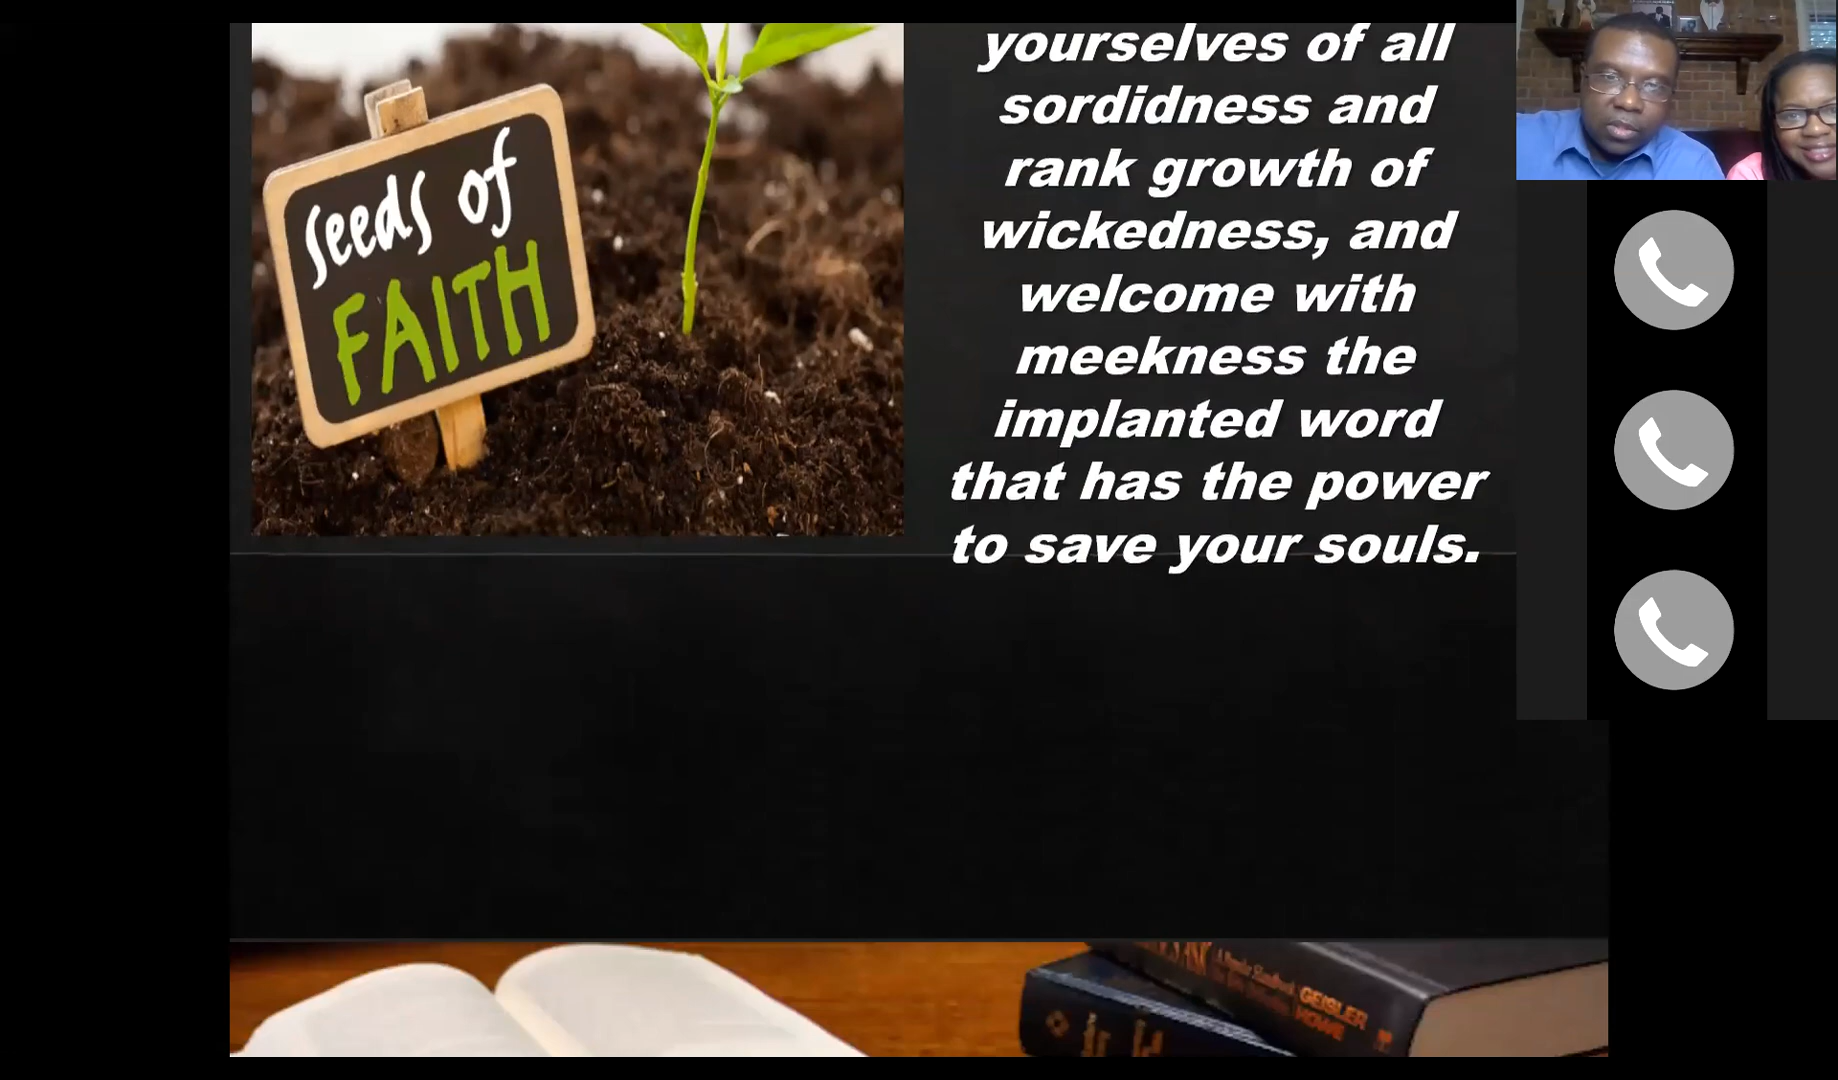 seeds of
FAITH
yourselves of all
sordidness and
rank growth of
wickedness, and
welcome with
meekness the
implanted word
that has the power
to save your souls.
GEISLER
HOWE